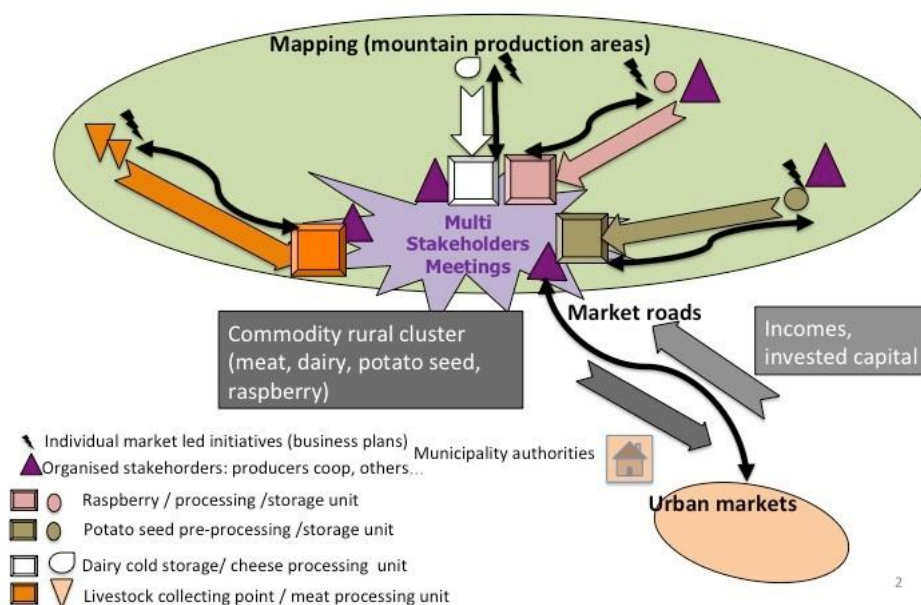 Mapping (mountain production areas)
Multi
Stakeholders
Meetings
Market roads
Commodity rural cluster
(meat, dairy, potato seed,
raspberry)
Incomes,
invested capital
Individual market led initiatives (business plans)
Organised stakehorders: producers coop, others...
Municipality authorities
Raspberry / processing /storage unit
Potato seed pre-processing /storage unit
Urban markets
Dairy cold storage/ cheese processing unit
Livestock collecting point / meat processing unit
2